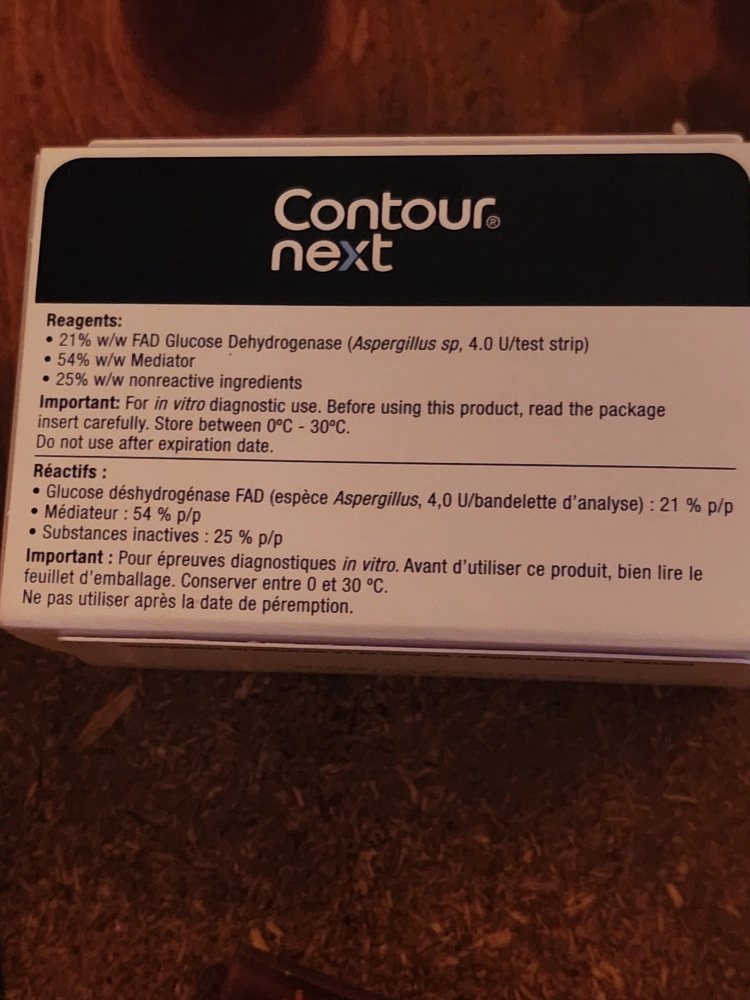 Contour®
next
Reagents:
• 21% w/w FAD Glucose Dehydrogenase (Aspergillus sp, 4.0 U/test strip)
• 54% w/w Mediator
• 25% w/w nonreactive ingredients
Important: For in vitro diagnostic use. Before using this product, read the package
insert carefully. Store between 0ºC - 30ºC.
Do not use after expiration date.
Réactifs :
• Glucose déshydrogénase FAD (espèce Aspergillus, 4,0 U/bandelette d'analyse) : 21 % p/p
• Médiateur : 54 % p/p
• Substances inactives : 25 % p/p
Important : Pour épreuves diagnostiques in vitro. Avant d'utiliser ce produit, bien lire le
feuillet d'emballage. Conserver entre 0 et 30 ºC.
Ne pas utiliser après la date de péremption.